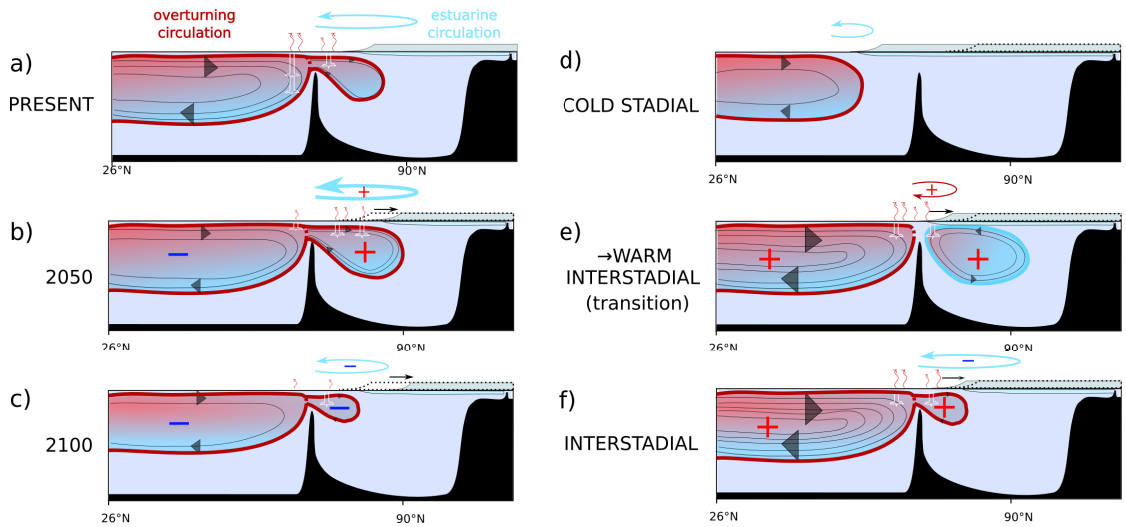 overturning
circulation
estuarine
circulation
a)
PRESENT
26°N
90°N
b)
2050
+
−
+
26°N
90°N
c)
2100
−
−
−
26°N
90°N
d)
COLD STADIAL
26°N
90°N
e)
→WARM
INTERSTADIAL
(transition)
+
+
+
26°N
90°N
f)
INTERSTADIAL
−
+
+
26°N
90°N